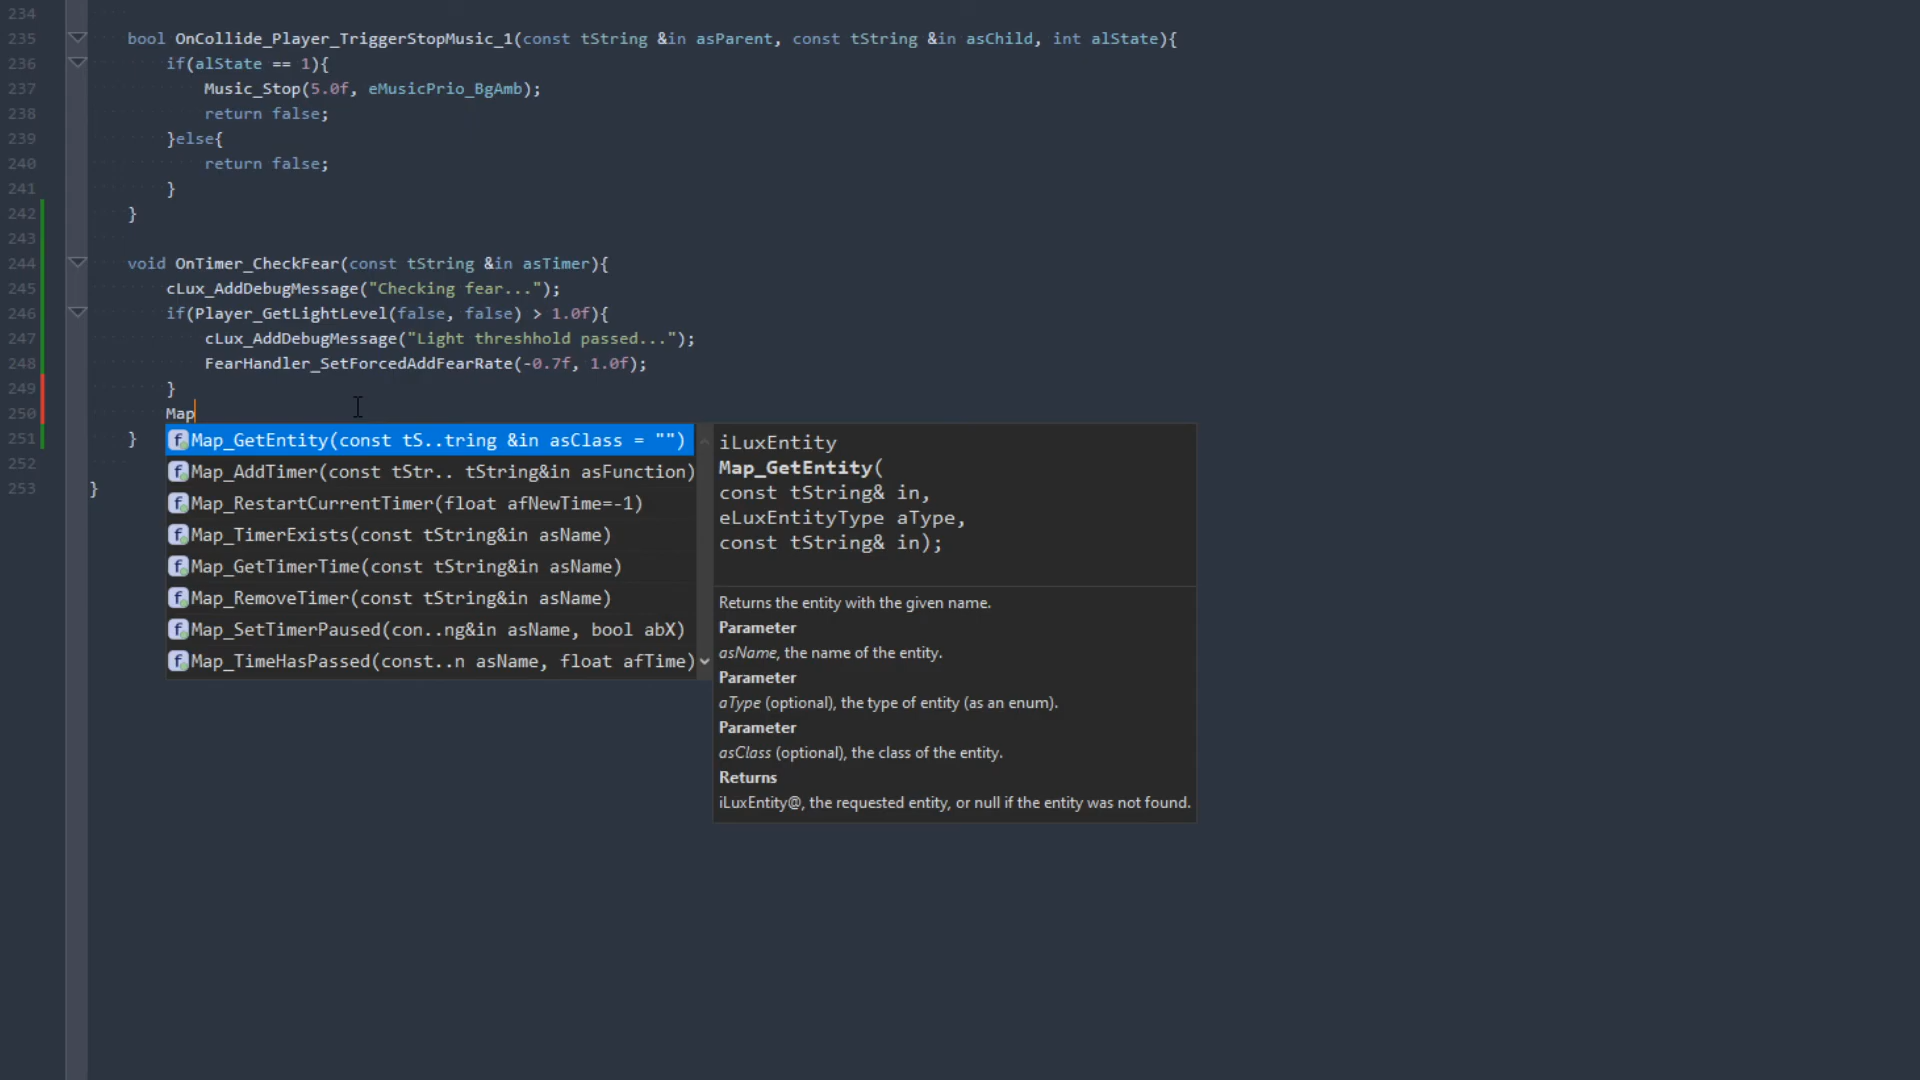 234
235 bool OnCollide_Player_TriggerStopMusic_1(const tString &in asParent, const tString &in asChild, int alState){
236 if(alState == 1){
237 Music_Stop(5.0f, eMusicPrio_BgAmb);
238 return false;
239 }else{
240 return false;
241 }
242 }
243
244 void OnTimer_CheckFear(const tString &in asTimer){
245 cLux_AddDebugMessage("Checking fear...");
246 if(Player_GetLightLevel(false, false) > 1.0f){
247 cLux_AddDebugMessage("Light threshhold passed...");
248 FearHandler_SetForcedAddFearRate(-0.7f, 1.0f);
249 }
250 Map
251 }
252
253 }
Map_GetEntity(const tS..tring &in asClass = "")
Map_AddTimer(const tStr.. tString&in asFunction)
Map_RestartCurrentTimer(float afNewTime=-1)
Map_TimerExists(const tString&in asName)
Map_GetTimerTime(const tString&in asName)
Map_RemoveTimer(const tString&in asName)
Map_SetTimerPaused(con..ng&in asName, bool abX)
Map_TimeHasPassed(const..n asName, float afTime)
iLuxEntity
Map_GetEntity(
const tString& in,
eLuxEntityType aType,
const tString& in);
Returns the entity with the given name.
Parameter
asName, the name of the entity.
Parameter
aType (optional), the type of entity (as an enum).
Parameter
asClass (optional), the class of the entity.
Returns
iLuxEntity@, the requested entity, or null if the entity was not found.